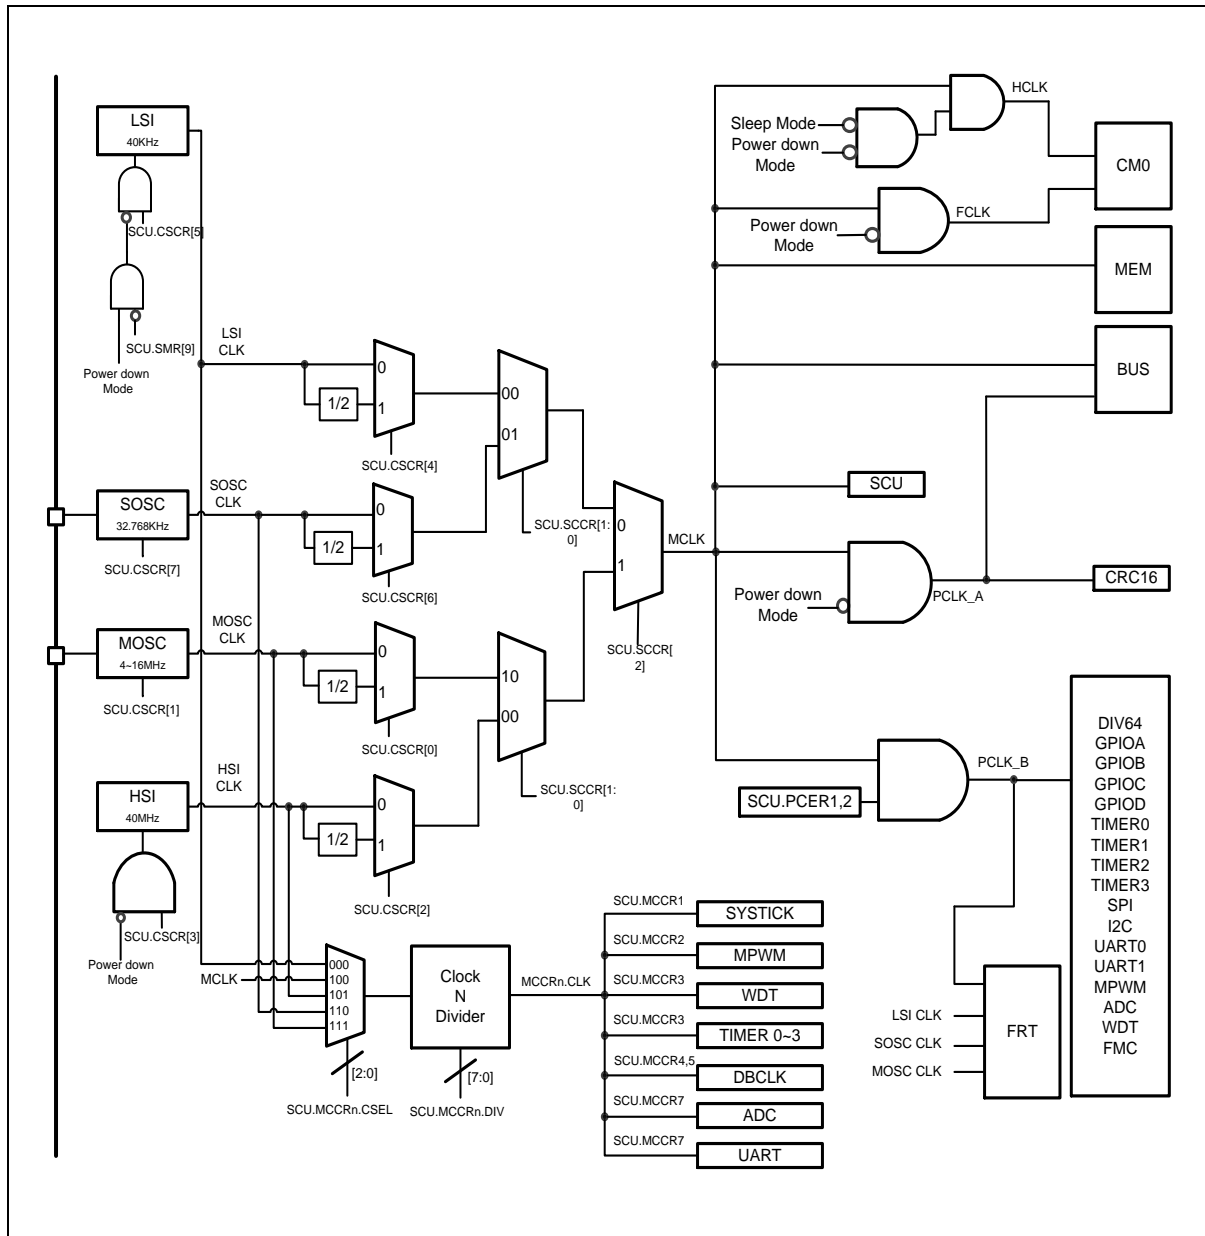 LSI
40KHz
SCU.CSCR[5]
SCU.SMR[9]
Power down
Mode
LSI
CLK
0
1/2
1
SCU.CSCR[4]
00
01
SCU.SCCR[1:
0]
SOSC
32.768KHz
SCU.CSCR[7]
SOSC
CLK
0
1/2
1
SCU.CSCR[6]
MOSC
4~16MHz
SCU.CSCR[1]
MOSC
CLK
0
1/2
1
SCU.CSCR[0]
10
00
SCU.SCCR[1:
0]
HSI
40MHz
SCU.CSCR[3]
Power down
Mode
HSI
CLK
0
1/2
1
SCU.CSCR[2]
0
1
SCU.SCCR[
2]
MCLK
Sleep Mode
Power down
Mode
HCLK
Power down
Mode
FCLK
CM0
MEM
BUS
SCU
Power down
Mode
PCLK_A
CRC16
SCU.PCER1,2
PCLK_B
DIV64
GPIOA
GPIOB
GPIOC
GPIOD
TIMER0
TIMER1
TIMER2
TIMER3
SPI
I2C
UART0
UART1
MPWM
ADC
WDT
FMC
LSI CLK
SOSC CLK
MOSC CLK
FRT
MCLK
000
100
101
110
111
[2:0]
SCU.MCCRn.CSEL
Clock
N
Divider
[7:0]
SCU.MCCRn.DIV
MCCRn.CLK
SCU.MCCR1
SYSTICK
SCU.MCCR2
MPWM
SCU.MCCR3
WDT
SCU.MCCR3
TIMER 0~3
SCU.MCCR4,5
DBCLK
SCU.MCCR7
ADC
SCU.MCCR7
UART